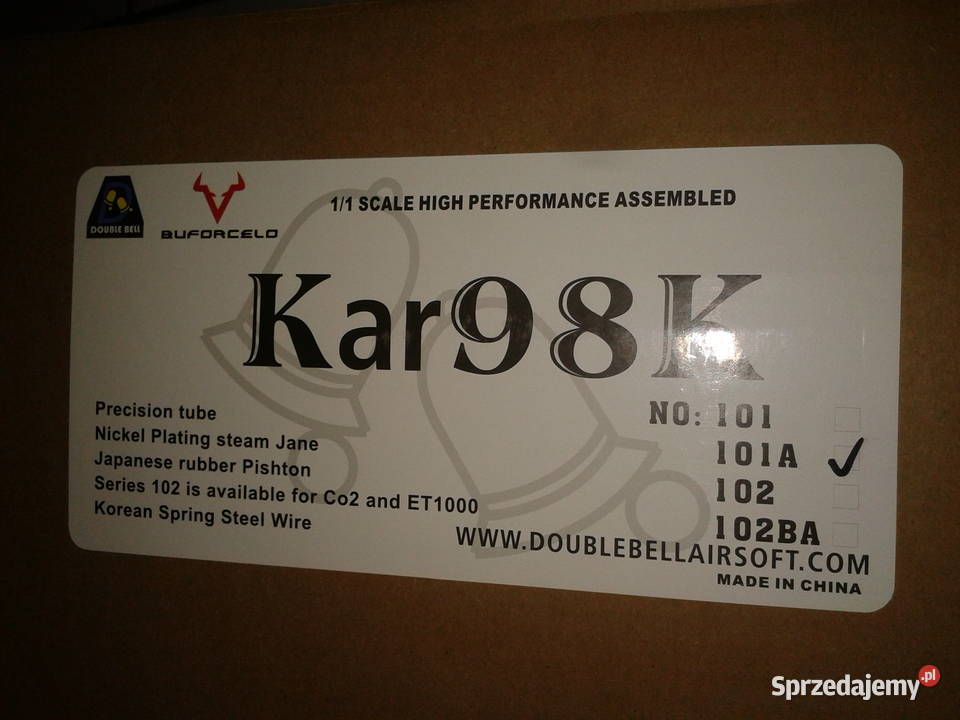 DOUBLE BELL
BUFORCELO
1/1 SCALE HIGH PERFORMANCE ASSEMBLED
Kar98K
Precision tube
Nickel Plating steam Jane
Japanese rubber Pishton
Series 102 is available for Co2 and ET1000
Korean Spring Steel Wire
NO: 101
101A
102
102BA
WWW.DOUBLEBELLAIRSOFT.COM
MADE IN CHINA
Sprzedajemy.pl